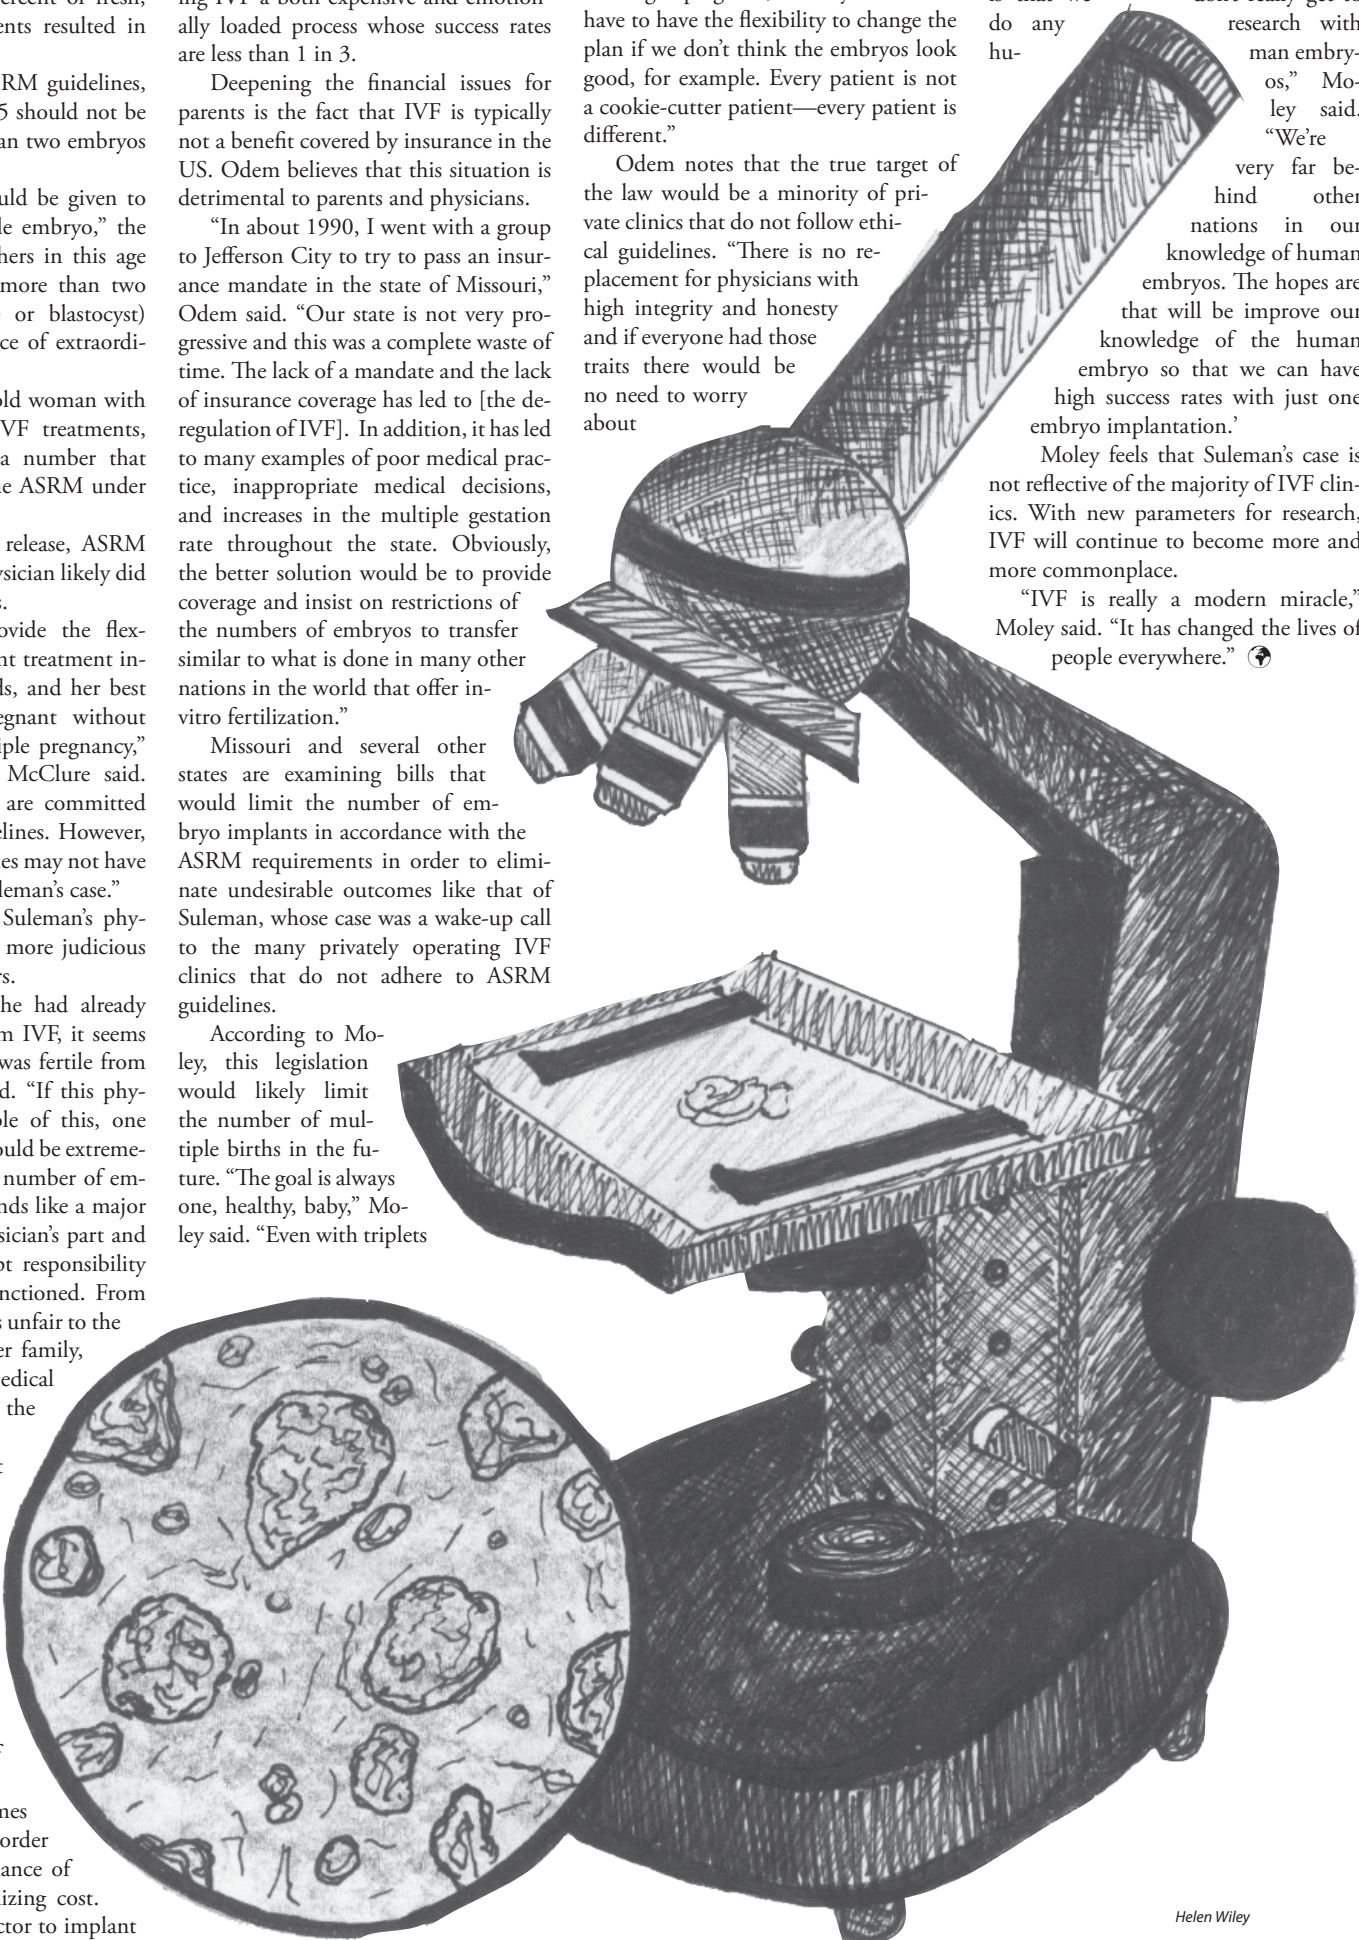 ents resulted in
RM guidelines,
5 should not be
an two embryos
uld be given to
le embryo,” the
hers in this age
more than two
or blastocyst)
ce of extraordi-
old woman with
VF treatments,
a number that
he ASRM under
release, ASRM
ysician likely did
s.
ovide the flex-
nt treatment in-
ds, and her best
egnant without
iple pregnancy,”
McClure said.
are committed
elines. However,
es may not have
leman’s case.”
Suleman’s phy-
more judicious
rs.
he had already
m IVF, it seems
was fertile from
d. “If this phy-
ole of this, one
ould be extreme-
number of em-
nds like a major
sician’s part and
pt responsibility
nctioned. From
s unfair to the
er family,
edical
the
t
r
mes
order
ance of
izing cost.
ctor to implant
ing IVF a both expensive and emotion-
ally loaded process whose success rates
are less than 1 in 3.
Deepening the financial issues for
parents is the fact that IVF is typically
not a benefit covered by insurance in the
US. Odem believes that this situation is
detrimental to parents and physicians.
“In about 1990, I went with a group
to Jefferson City to try to pass an insur-
ance mandate in the state of Missouri,”
Odem said. “Our state is not very pro-
gressive and this was a complete waste of
time. The lack of a mandate and the lack
of insurance coverage has led to [the de-
regulation of IVF]. In addition, it has led
to many examples of poor medical prac-
tice, inappropriate medical decisions,
and increases in the multiple gestation
rate throughout the state. Obviously,
the better solution would be to provide
coverage and insist on restrictions of
the numbers of embryos to transfer
similar to what is done in many other
nations in the world that offer in-
vitro fertilization.”
Missouri and several other
states are examining bills that
would limit the number of em-
bryo implants in accordance with the
ASRM requirements in order to elimi-
nate undesirable outcomes like that of
Suleman, whose case was a wake-up call
to the many privately operating IVF
clinics that do not adhere to ASRM
guidelines.
According to Mo-
ley, this legislation
would likely limit
the number of mul-
tiple births in the fu-
ture. “The goal is always
one, healthy, baby,” Mo-
ley said. “Even with triplets
have to have the flexibility to change the
plan if we don’t think the embryos look
good, for example. Every patient is not
a cookie-cutter patient—every patient is
different.”
Odem notes that the true target of
the law would be a minority of pri-
vate clinics that do not follow ethi-
cal guidelines. “There is no re-
placement for physicians with
high integrity and honesty
and if everyone had those
traits there would be
no need to worry
about
do any research with
hu- man embry-
os,” Mo-
ley said.
“We’re
very far be-
hind other
nations in our
knowledge of human
embryos. The hopes are
that will be improve our
knowledge of the human
embryo so that we can have
high success rates with just one
embryo implantation.’
Moley feels that Suleman’s case is
not reflective of the majority of IVF clin-
ics. With new parameters for research,
IVF will continue to become more and
more commonplace.
“IVF is really a modern miracle,”
Moley said. “It has changed the lives of
people everywhere.”
Helen Wiley